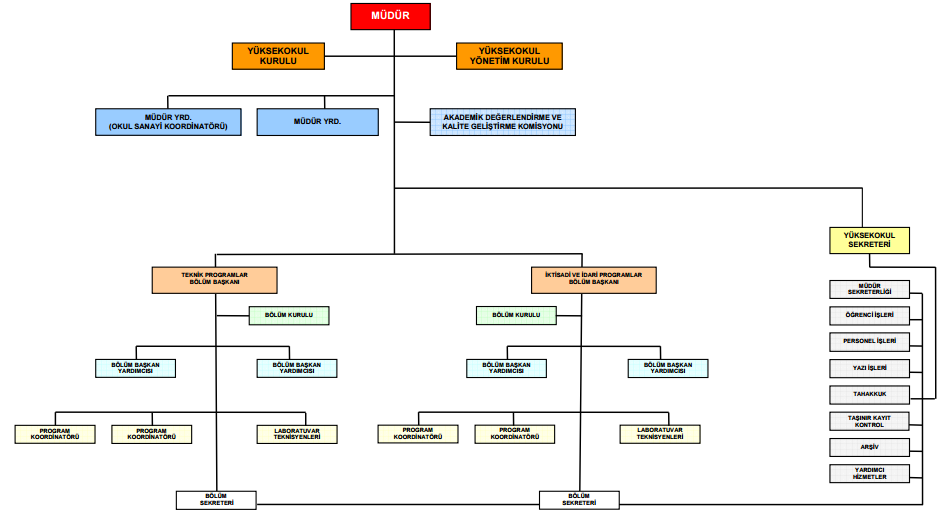 MÜDÜR
YÜKSEKOKUL
KURULU
YÜKSEKOKUL
YÖNETİM KURULU
MÜDÜR YRD.
(OKUL SANAYİ KOORDİNATÖRÜ)
MÜDÜR YRD.
AKADEMİK DEĞERLENDİRME VE
KALİTE GELİŞTİRME KOMİSYONU
YÜKSEKOKUL
SEKRETERİ
TEKNİK PROGRAMLAR
BÖLÜM BAŞKANI
İKTİSADİ VE İDARİ PROGRAMLAR
BÖLÜM BAŞKANI
BÖLÜM KURULU
BÖLÜM KURULU
BÖLÜM BAŞKAN
YARDIMCISI
BÖLÜM BAŞKAN
YARDIMCISI
BÖLÜM BAŞKAN
YARDIMCISI
BÖLÜM BAŞKAN
YARDIMCISI
PROGRAM
KOORDİNATÖRÜ
PROGRAM
KOORDİNATÖRÜ
LABORATUVAR
TEKNİSYENLERİ
PROGRAM
KOORDİNATÖRÜ
PROGRAM
KOORDİNATÖRÜ
LABORATUVAR
TEKNİSYENLERİ
BÖLÜM
SEKRETERİ
BÖLÜM
SEKRETERİ
MÜDÜR
SEKRETERLİĞİ
ÖĞRENCİ İŞLERİ
PERSONEL İŞLERİ
YAZI İŞLERİ
TAHAKKUK
TAŞINIR KAYIT
KONTROL
ARŞİV
YARDIMCI
HİZMETLER